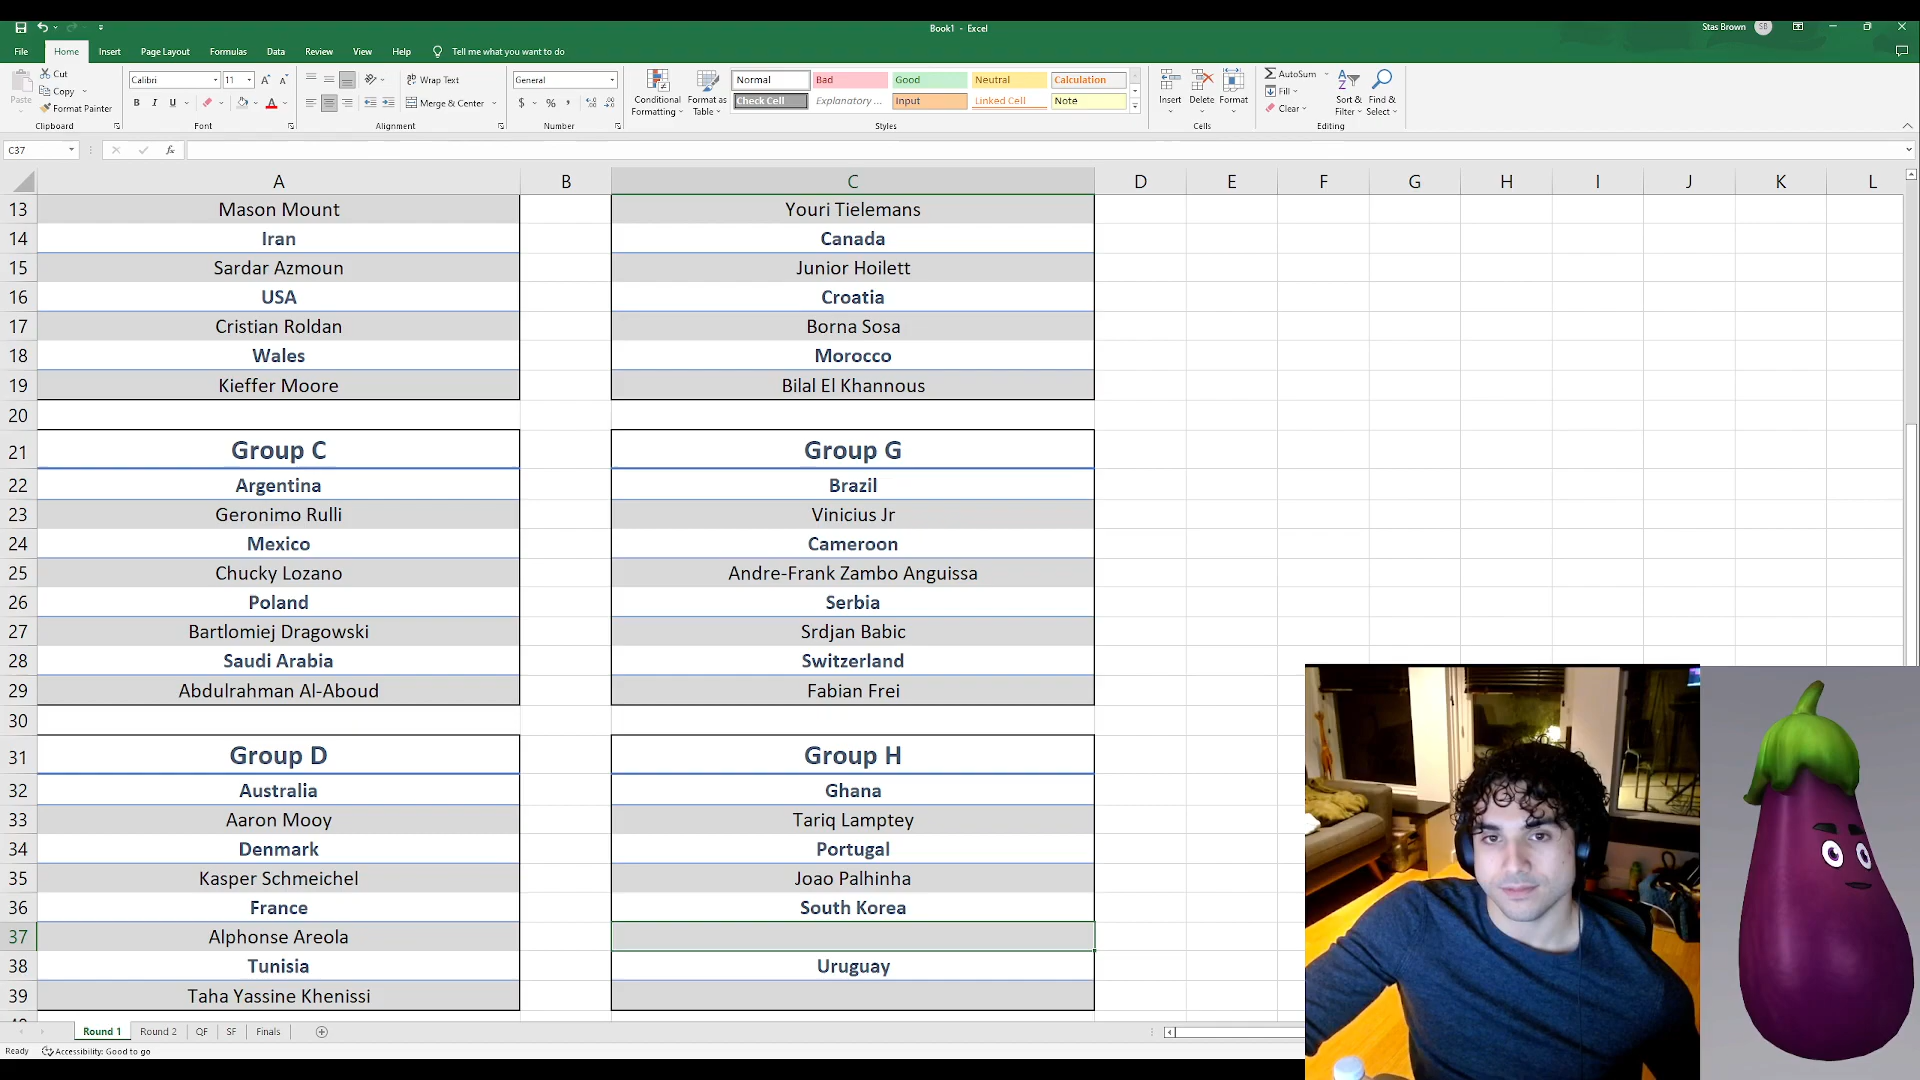 Book1 - Excel
Stas Brown
SB
File Home Insert Page Layout Formulas Data Review View Help Tell me what you want to do
Paste
Cut
Copy
Format Painter
Clipboard
Calibri 11
B I U
Font
Wrap Text
Merge & Center
Alignment
General
$ % ,
Number
Conditional Formatting
Format as Table
Normal Bad Good Neutral Calculation
Check Cell Explanatory ... Input Linked Cell Note
Styles
Insert Delete Format
Cells
AutoSum
Fill
Clear
Sort & Filter
Find & Select
Editing
C37 fx
A B C D E F G H I J K L
13 Mason Mount Youri Tielemans
14 Iran Canada
15 Sardar Azmoun Junior Hoilett
16 USA Croatia
17 Cristian Roldan Borna Sosa
18 Wales Morocco
19 Kieffer Moore Bilal El Khannous
20
21 Group C Group G
22 Argentina Brazil
23 Geronimo Rulli Vinicius Jr
24 Mexico Cameroon
25 Chucky Lozano Andre-Frank Zambo Anguissa
26 Poland Serbia
27 Bartlomiej Dragowski Srdjan Babic
28 Saudi Arabia Switzerland
29 Abdulrahman Al-Aboud Fabian Frei
30
31 Group D Group H
32 Australia Ghana
33 Aaron Mooy Tariq Lamptey
34 Denmark Portugal
35 Kasper Schmeichel Joao Palhinha
36 France South Korea
37 Alphonse Areola
38 Tunisia Uruguay
39 Taha Yassine Khenissi
Round 1 Round 2 QF SF Finals
Ready Accessibility: Good to go